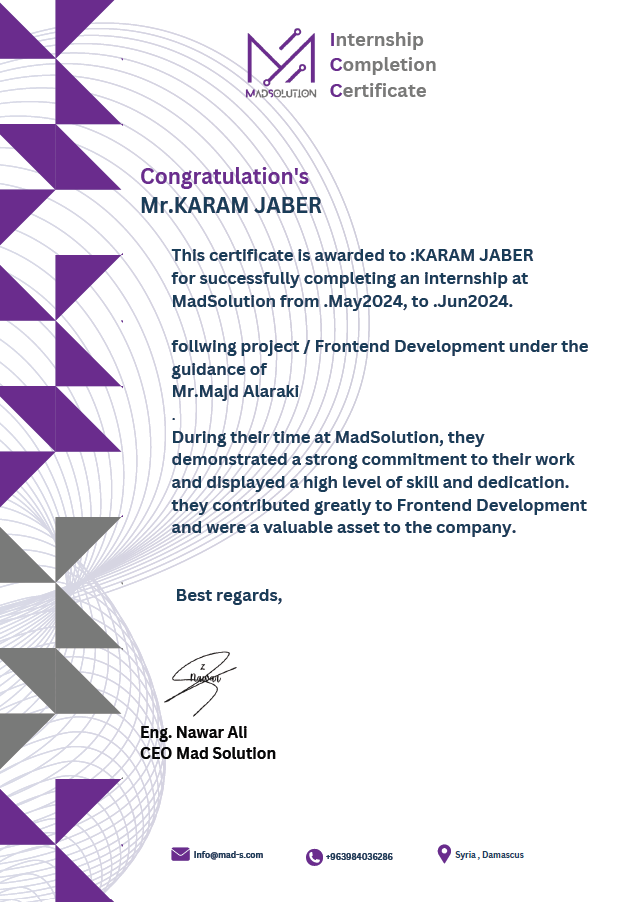 Internship
Completion
Certificate
MADSOLUTION
Congratulation's
Mr.KARAM JABER
This certificate is awarded to :KARAM JABER
for successfully completing an internship at
MadSolution from .May2024, to .Jun2024.
follwing project / Frontend Development under the
guidance of
Mr.Majd Alaraki
.
During their time at MadSolution, they
demonstrated a strong commitment to their work
and displayed a high level of skill and dedication.
they contributed greatly to Frontend Development
and were a valuable asset to the company.
Best regards,
Z
Nawar
Eng. Nawar Ali
CEO Mad Solution
Info@mad-s.com
+963984036286
Syria , Damascus